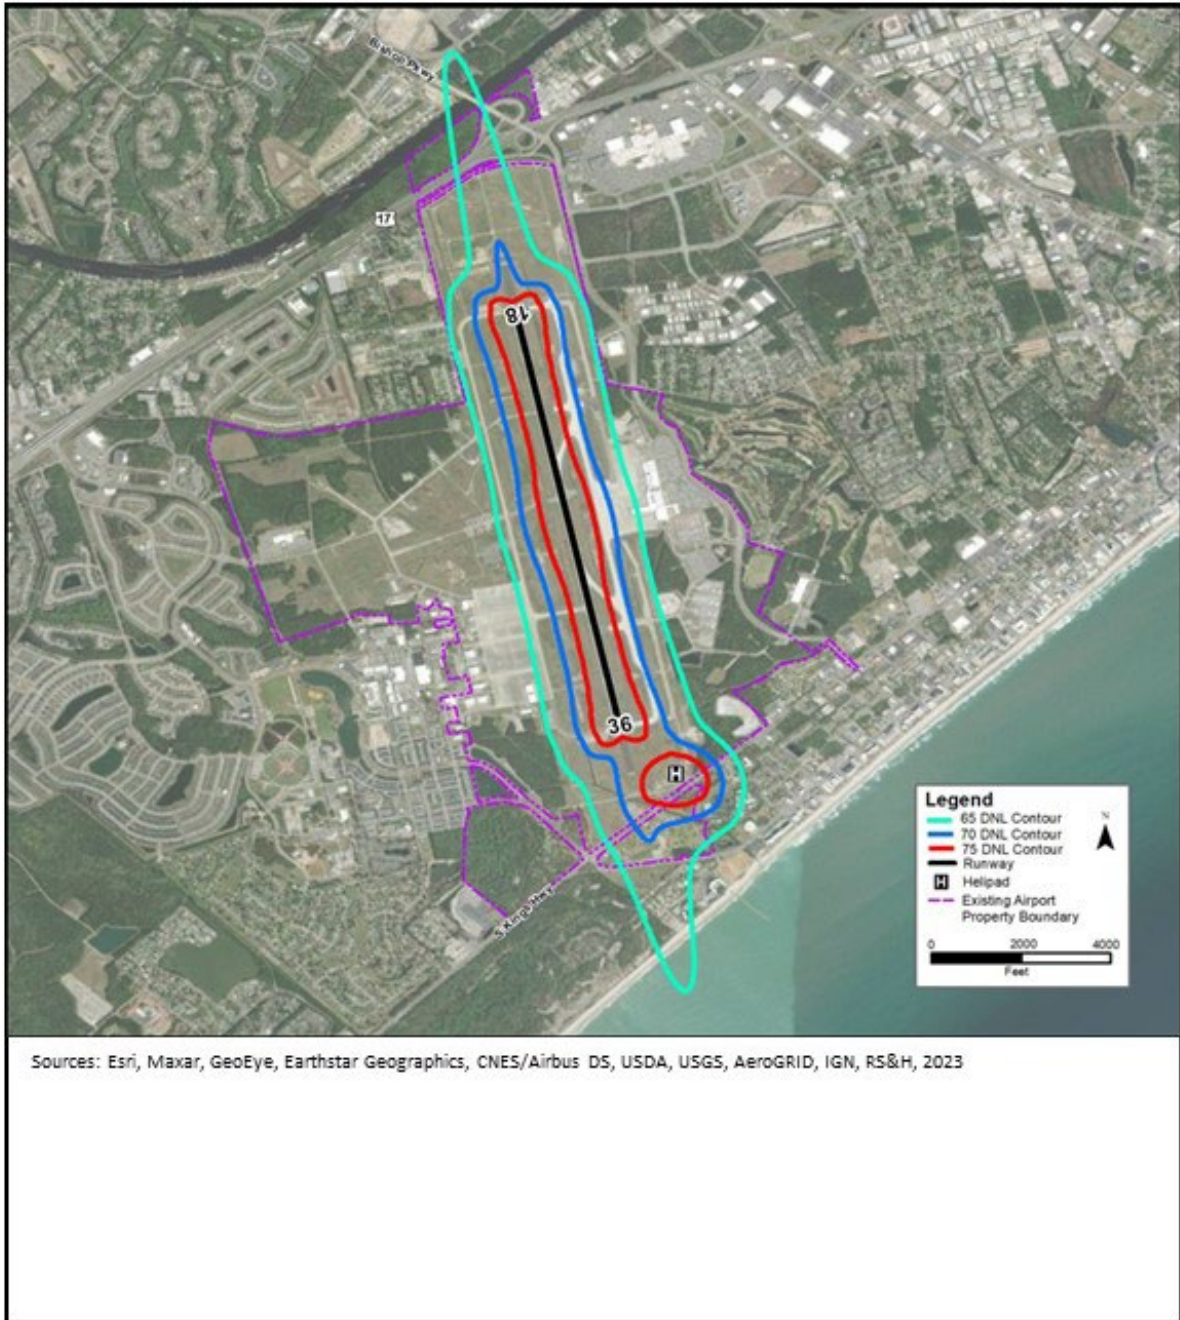 Bishop Pkwy
17
18
36
H
S Kings Hwy
Legend
65 DNL Contour
70 DNL Contour
75 DNL Contour
Runway
H Helipad
Existing Airport
Property Boundary
N
0 2000 4000
Feet
Sources: Esri, Maxar, GeoEye, Earthstar Geographics, CNES/Airbus DS, USDA, USGS, AeroGRID, IGN, RS&H, 2023